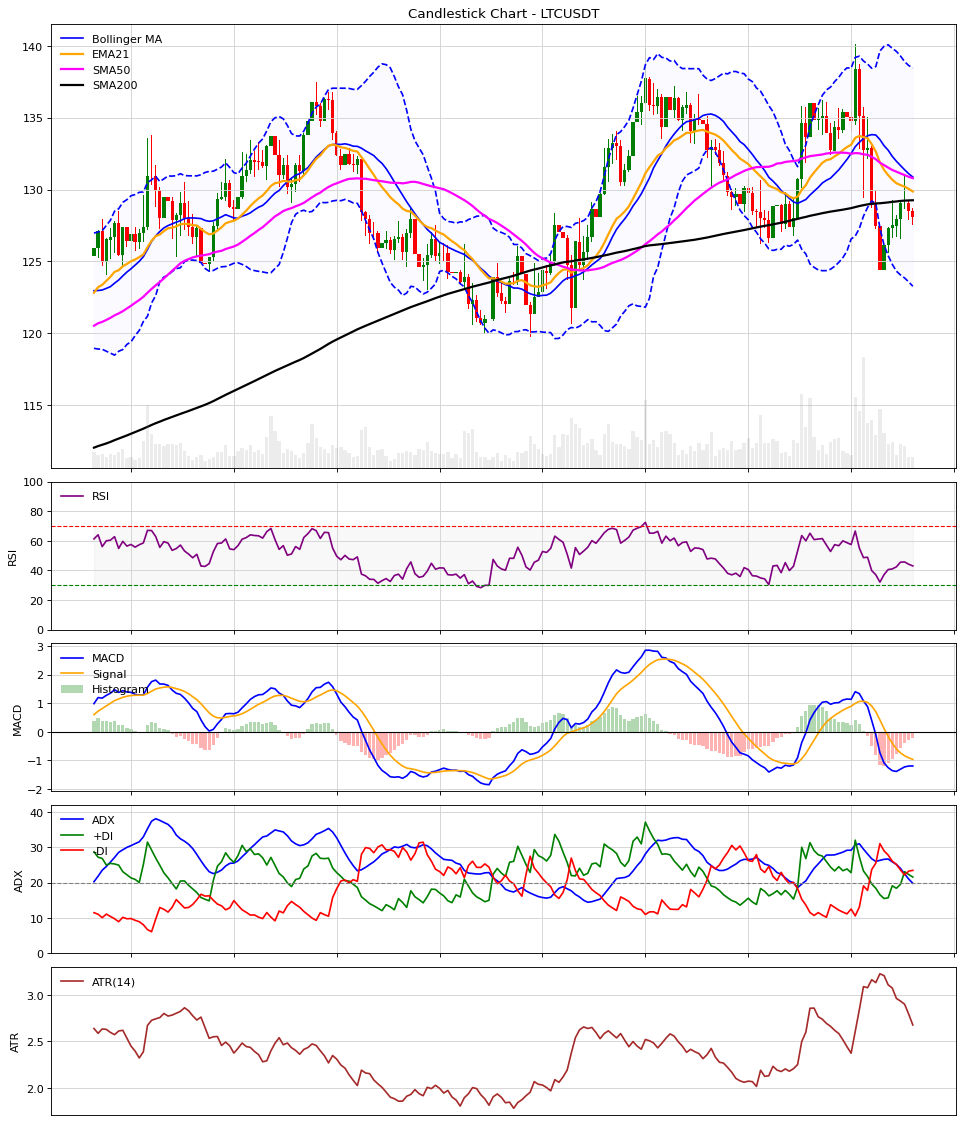 Candlestick Chart - LTCUSDT
Bollinger MA
EMA21
SMA50
SMA200
140
135
130
125
120
115
RSI
100
80
60
40
20
0
RSI
MACD
Signal
Histogram
3
2
1
0
−1
−2
MACD
ADX
+DI
-DI
40
30
20
10
0
ADX
ATR(14)
3.0
2.5
2.0
ATR